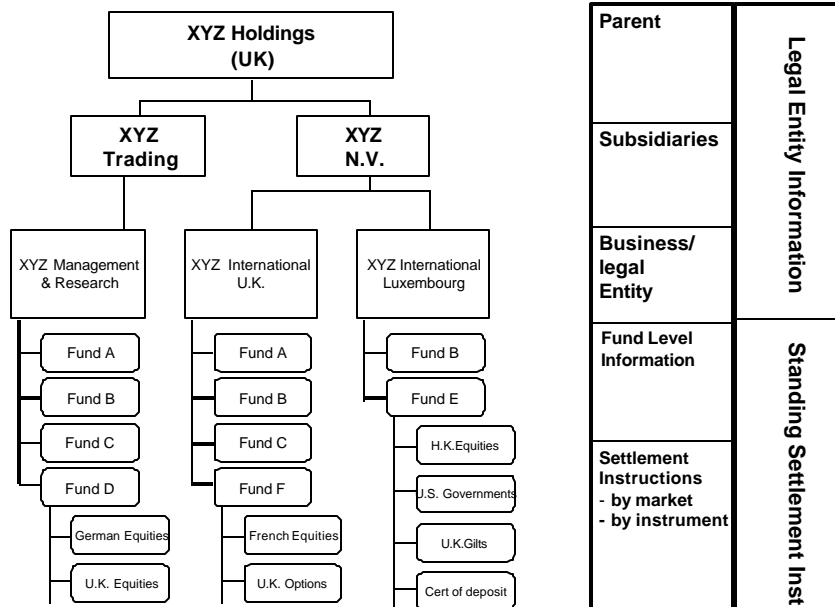 XYZ Holdings
(UK)
XYZ
Trading
XYZ
N.V.
XYZ Management
& Research
XYZ International
U.K.
XYZ International
Luxembourg
Fund A
Fund B
Fund C
Fund D
German Equities
U.K. Equities
Fund A
Fund B
Fund C
Fund F
French Equities
U.K. Options
Fund B
Fund E
H.K.Equities
U.S. Governments
U.K.Gilts
Cert of deposit
Parent
Subsidiaries
Business/
legal
Entity
Fund Level
Information
Settlement
Instructions
- by market
- by instrument
Legal Entity Information
Standing Settlement Inst